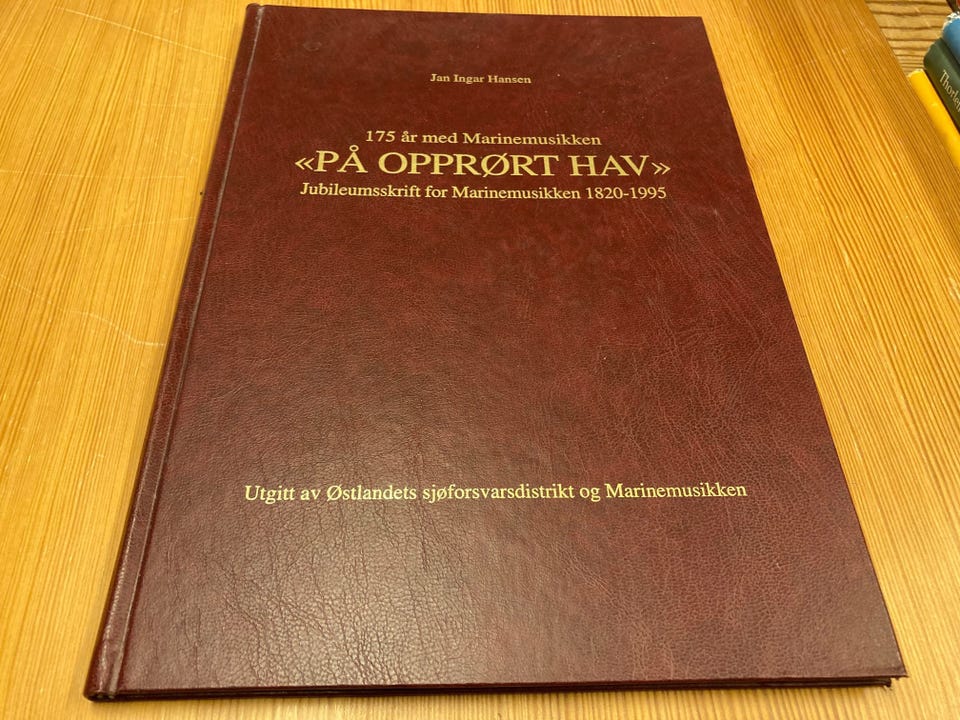 Jan Ingar Hansen
175 år med Marinemusikken
«PÅ OPPRØRT HAV»
Jubileumsskrift for Marinemusikken 1820-1995
Utgitt av Østlandets sjøforsvarsdistrikt og Marinemusikken